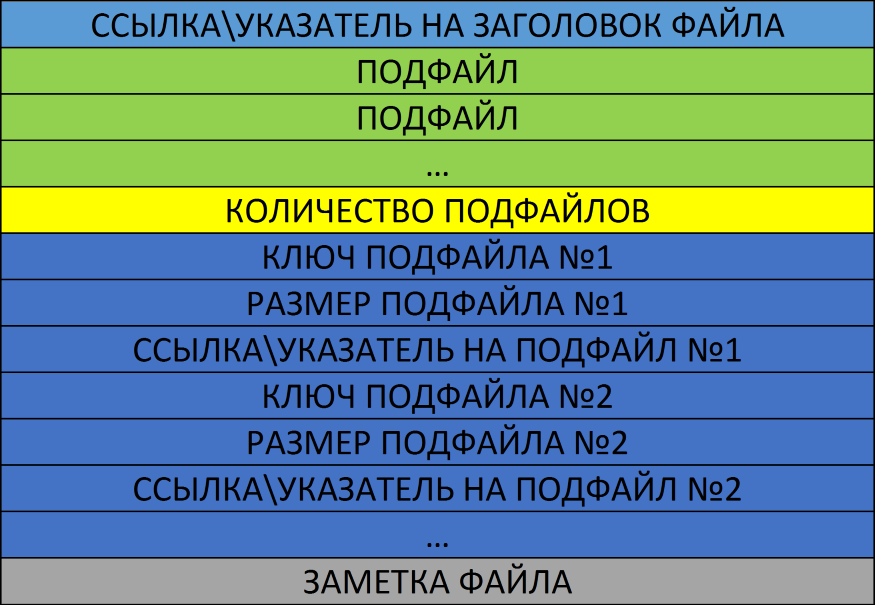 ССЫЛКА\УКАЗАТЕЛЬ НА ЗАГОЛОВОК ФАЙЛА
ПОДФАЙЛ
ПОДФАЙЛ
...
КОЛИЧЕСТВО ПОДФАЙЛОВ
КЛЮЧ ПОДФАЙЛА №1
РАЗМЕР ПОДФАЙЛА №1
ССЫЛКА\УКАЗАТЕЛЬ НА ПОДФАЙЛ №1
КЛЮЧ ПОДФАЙЛА №2
РАЗМЕР ПОДФАЙЛА №2
ССЫЛКА\УКАЗАТЕЛЬ НА ПОДФАЙЛ №2
...
ЗАМЕТКА ФАЙЛА